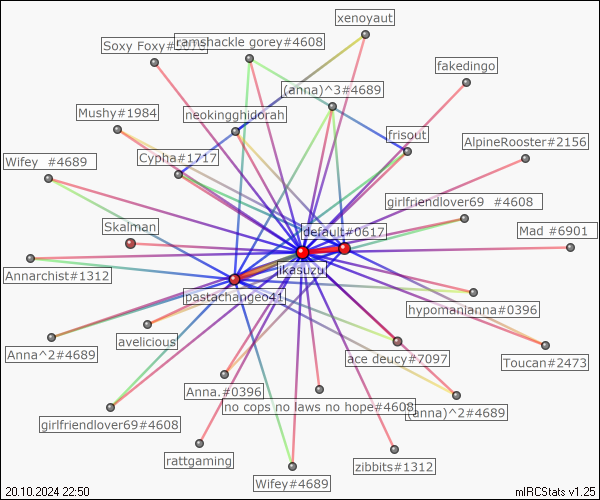 xenoyaut
Soxy Foxy#
ramshackle gorey#4608
fakedingo
(anna)^3#4689
Mushy#1984
neokingghidorah
frisout
AlpineRooster#2156
Cypha#1717
Wifey  #4689
girlfriendlover69  #4608
Skalman
default#0617
Mad #6901
ikasuzu
Annarchist#1312
pastachangeo41
hypomanianna#0396
avelicious
Anna^2#4689
ace deucy#7097
Toucan#2473
Anna.#0396
no cops no laws no hope#4608
(anna)^2#4689
girlfriendlover69#4608
rattgaming
zibbits#1312
Wifey#4689
20.10.2024 22:50
mIRCStats v1.25